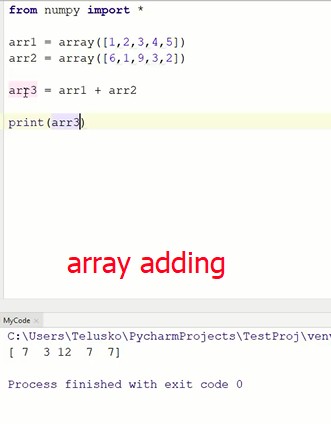 from numpy import *
arr1 = array([1,2,3,4,5])
arr2 = array([6,1,9,3,2])
arr3 = arr1 + arr2
print(arr3)
array adding
MyCode ×
C:\Users\Telusko\PycharmProjects\TestProj\venv
[ 7  3 12  7  7]
Process finished with exit code 0